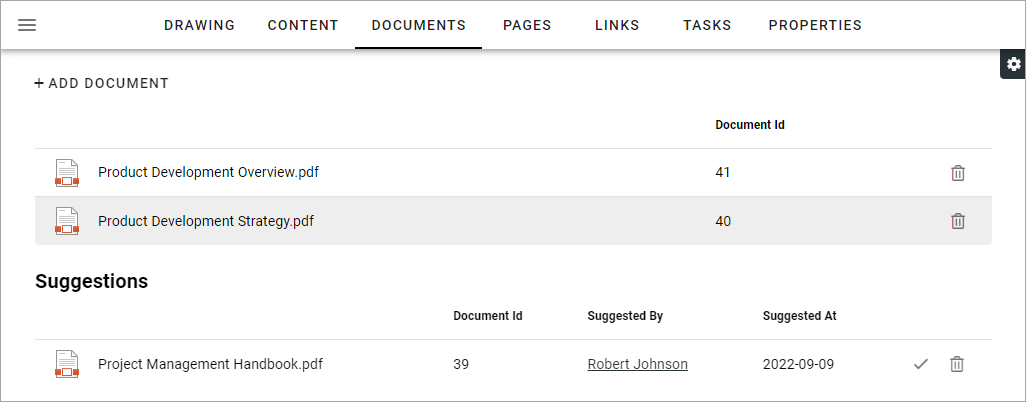 DRAWING CONTENT DOCUMENTS PAGES LINKS TASKS PROPERTIES
+ ADD DOCUMENT
Document Id
Product Development Overview.pdf 41
Product Development Strategy.pdf 40
Suggestions
Document Id Suggested By Suggested At
Project Management Handbook.pdf 39 Robert Johnson 2022-09-09